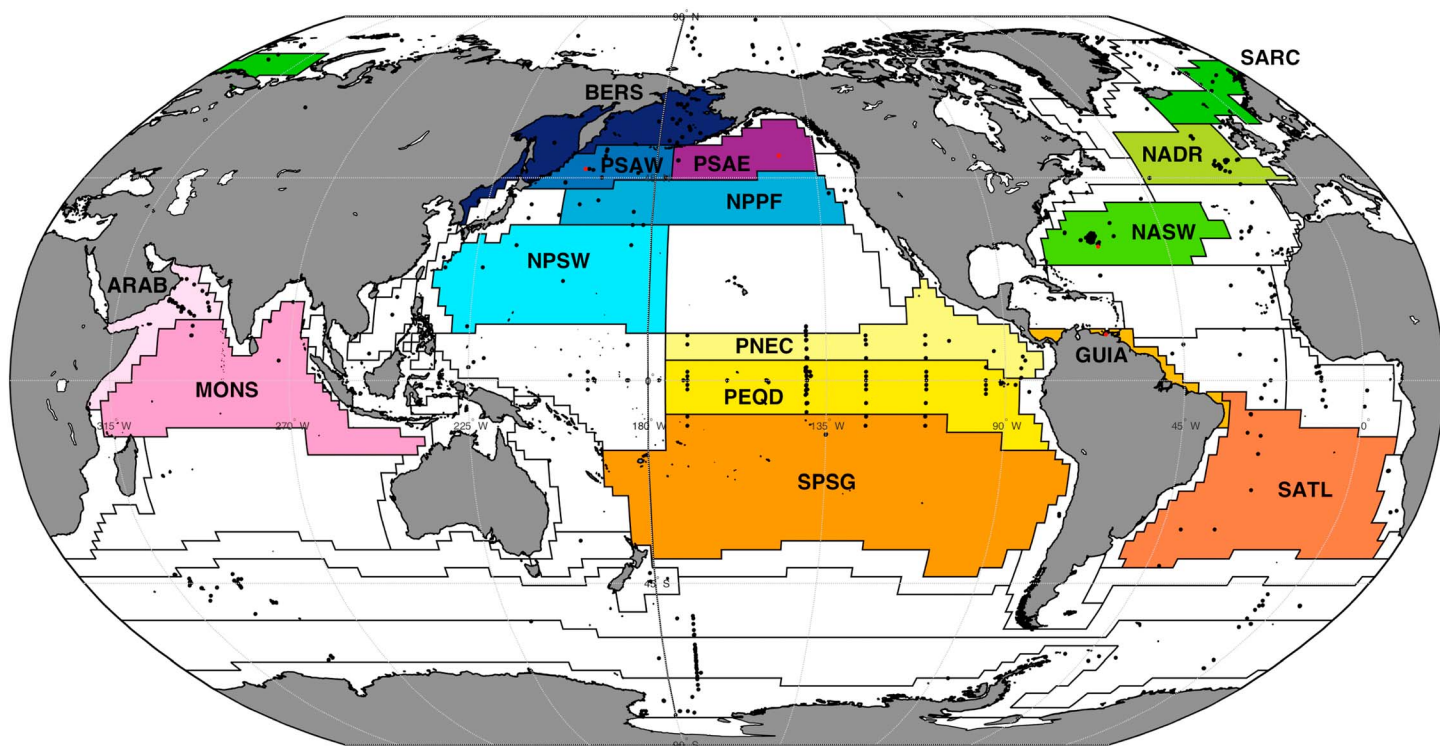 90° N
SARC
BERS
NADR
PSAW
PSAE
NPPF
NASW
NPSW
ARAB
PNEC
GUIA
0°
MONS
PEQD
315° W
270° W
225° W
180° W
135° W
90° W
45° W
0°
SPSG
SATL
45° S
90° S